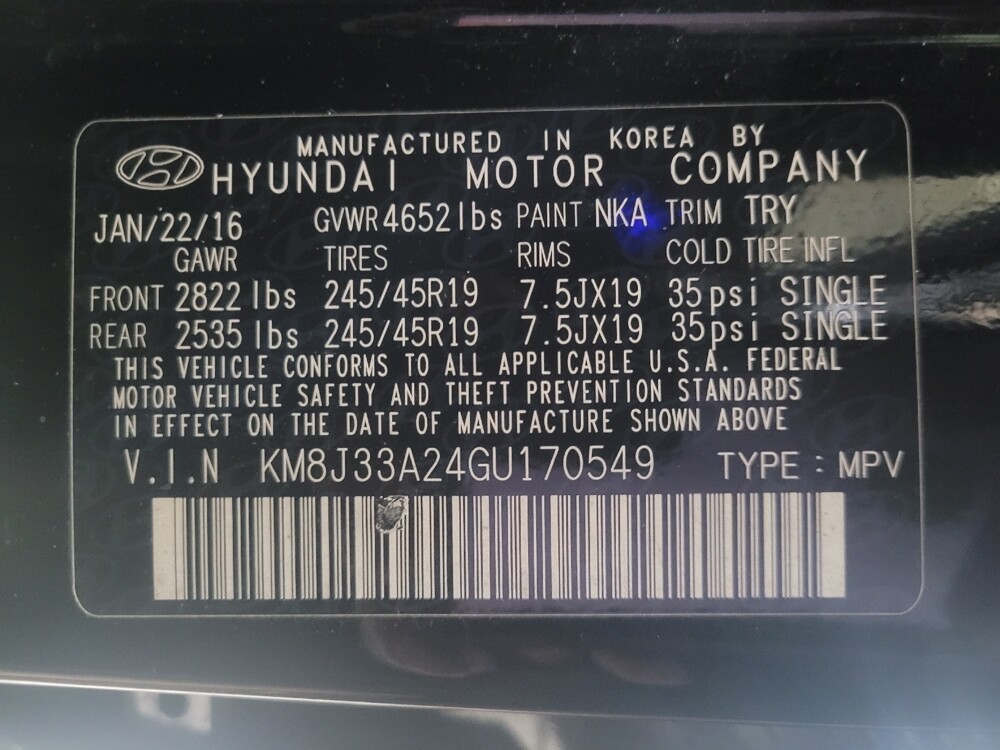 MANUFACTURED IN KOREA BY
HYUNDAI MOTOR COMPANY
JAN/22/16 GVWR 4652lbs PAINT NKA TRIM TRY
GAWR TIRES RIMS COLD TIRE INFL
FRONT 2822 lbs 245/45R19 7.5JX19 35psi SINGLE
REAR 2535 lbs 245/45R19 7.5JX19 35psi SINGLE
THIS VEHICLE CONFORMS TO ALL APPLICABLE U.S.A. FEDERAL
MOTOR VEHICLE SAFETY AND THEFT PREVENTION STANDARDS
IN EFFECT ON THE DATE OF MANUFACTURE SHOWN ABOVE
V.I.N KM8J33A24GU170549 TYPE : MPV